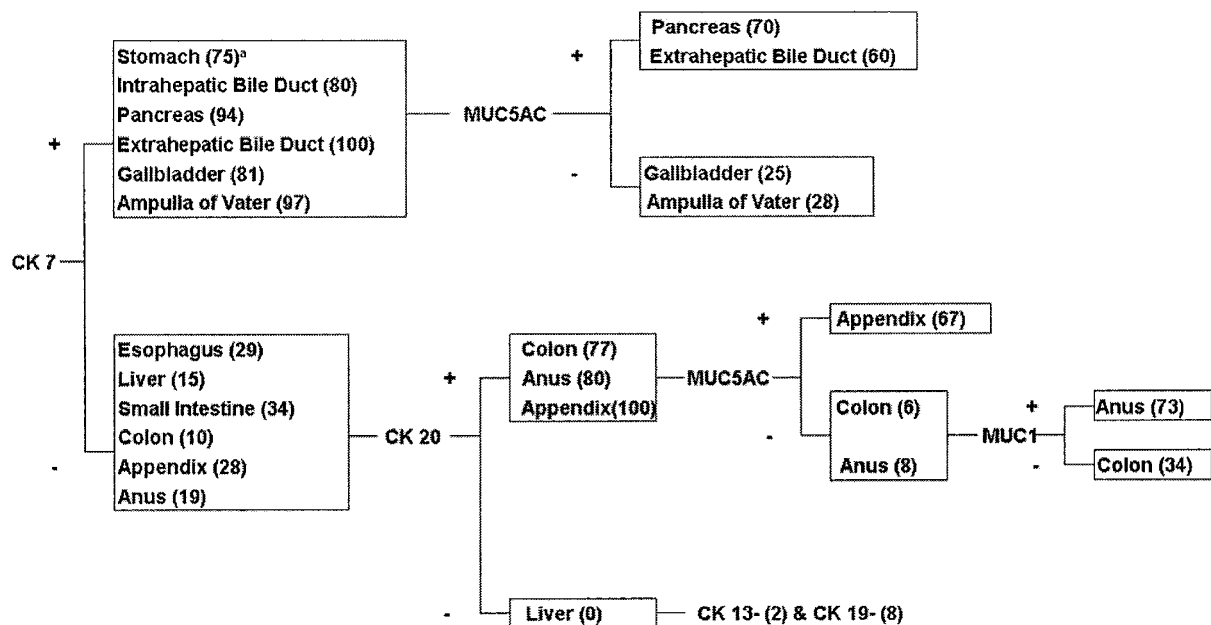 Stomach (75)ª
Intrahepatic Bile Duct (80)
Pancreas (94)
Extrahepatic Bile Duct (100)
Gallbladder (81)
Ampulla of Vater (97)
+
-
CK 7
Esophagus (29)
Liver (15)
Small Intestine (34)
Colon (10)
Appendix (28)
Anus (19)
MUC5AC
+
-
Pancreas (70)
Extrahepatic Bile Duct (60)
Gallbladder (25)
Ampulla of Vater (28)
CK 20
+
-
Colon (77)
Anus (80)
Appendix(100)
MUC5AC
+
-
Appendix (67)
Colon (6)
Anus (8)
MUC1
+
-
Anus (73)
Colon (34)
Liver (0)
CK 13- (2) & CK 19- (8)